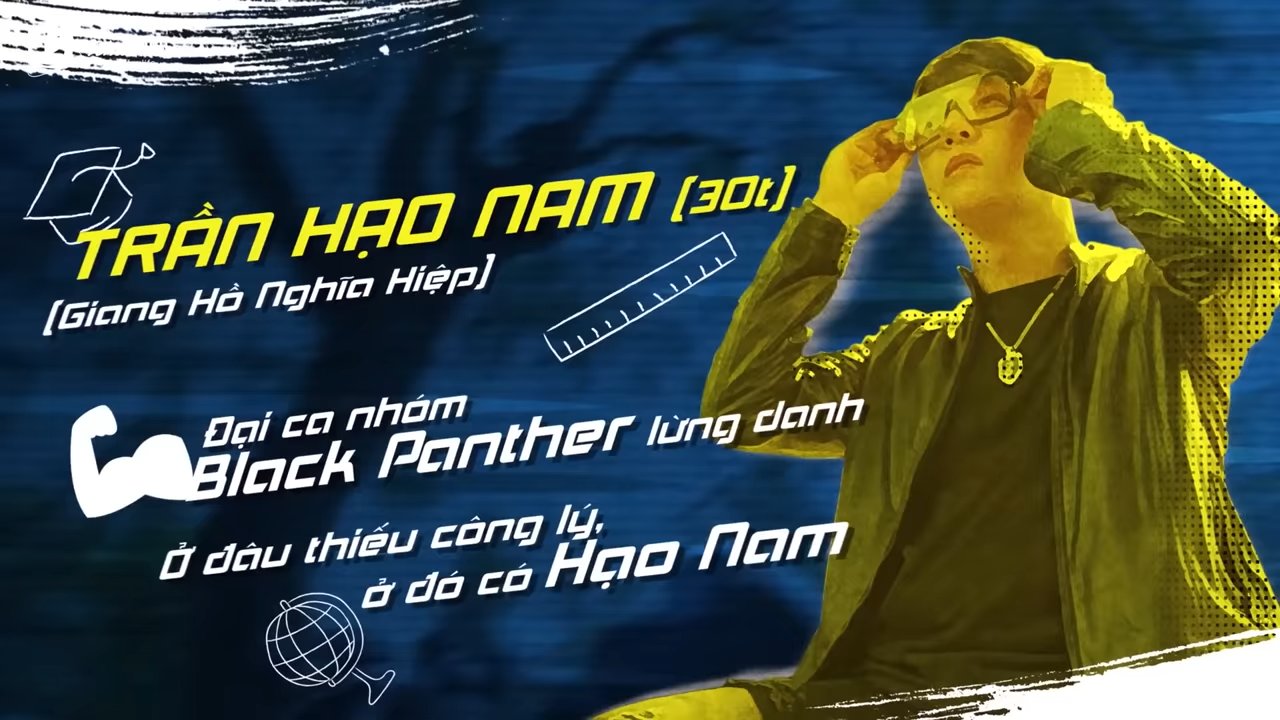 TRẦN HẠO NAM (30t)
(Giang Hồ Nghĩa Hiệp)
Đại ca nhóm
Black Panther lừng danh
Ở đâu thiếu công lý,
ở đó có Hạo Nam